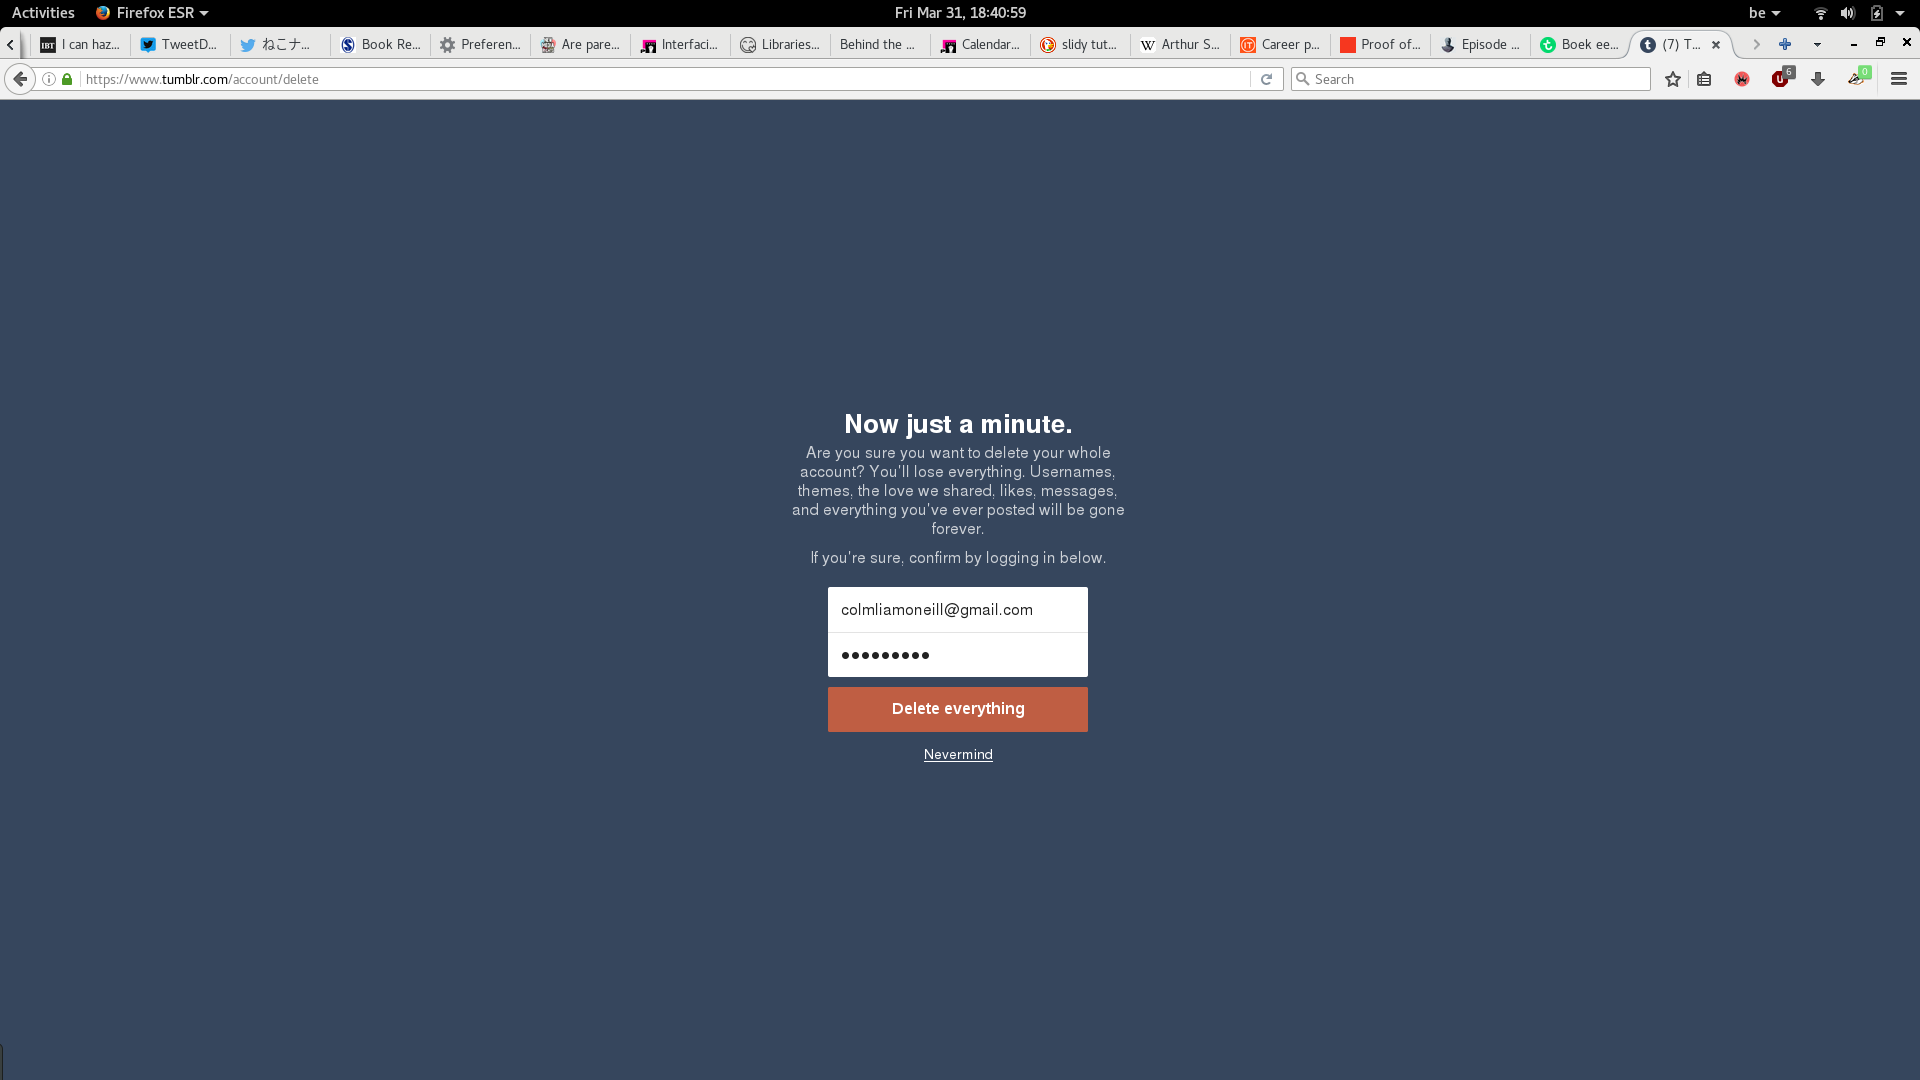 Activities Firefox ESR Fri Mar 31, 18:40:59 be
IBT I can haz... TweetD... ねこナ... Book Re... Preferen... Are pare... Interfaci... Libraries... Behind the ... Calendar... slidy tut... W Arthur S... Career p... Proof of... Episode ... Boek ee... (7) T...
https://www.tumblr.com/account/delete Search 6 0
Now just a minute.
Are you sure you want to delete your whole
account? You'll lose everything. Usernames,
themes, the love we shared, likes, messages,
and everything you've ever posted will be gone
forever.
If you're sure, confirm by logging in below.
colmliamoneill@gmail.com
•••••••••
Delete everything
Nevermind